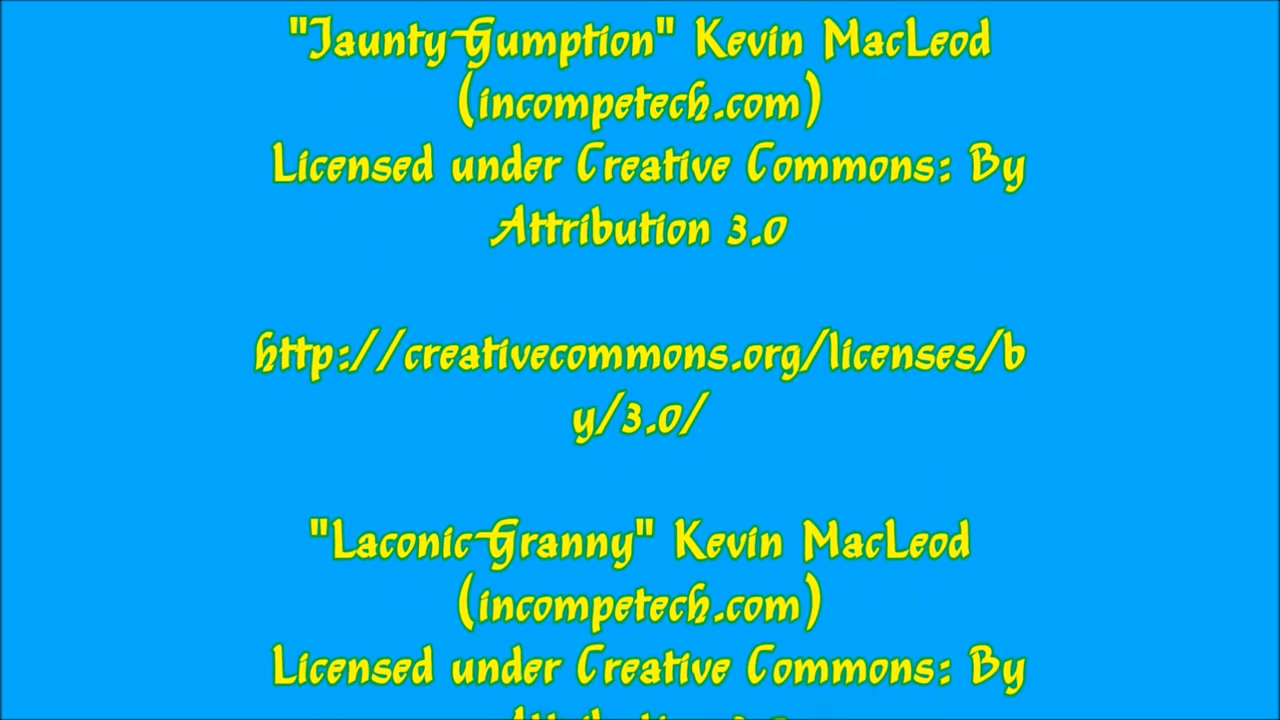 "Jaunty Gumption" Kevin MacLeod
(incompetech.com)
Licensed under Creative Commons: By
Attribution 3.0
http://creativecommons.org/licenses/b
y/3.0/
"Laconic Granny" Kevin MacLeod
(incompetech.com)
Licensed under Creative Commons: By